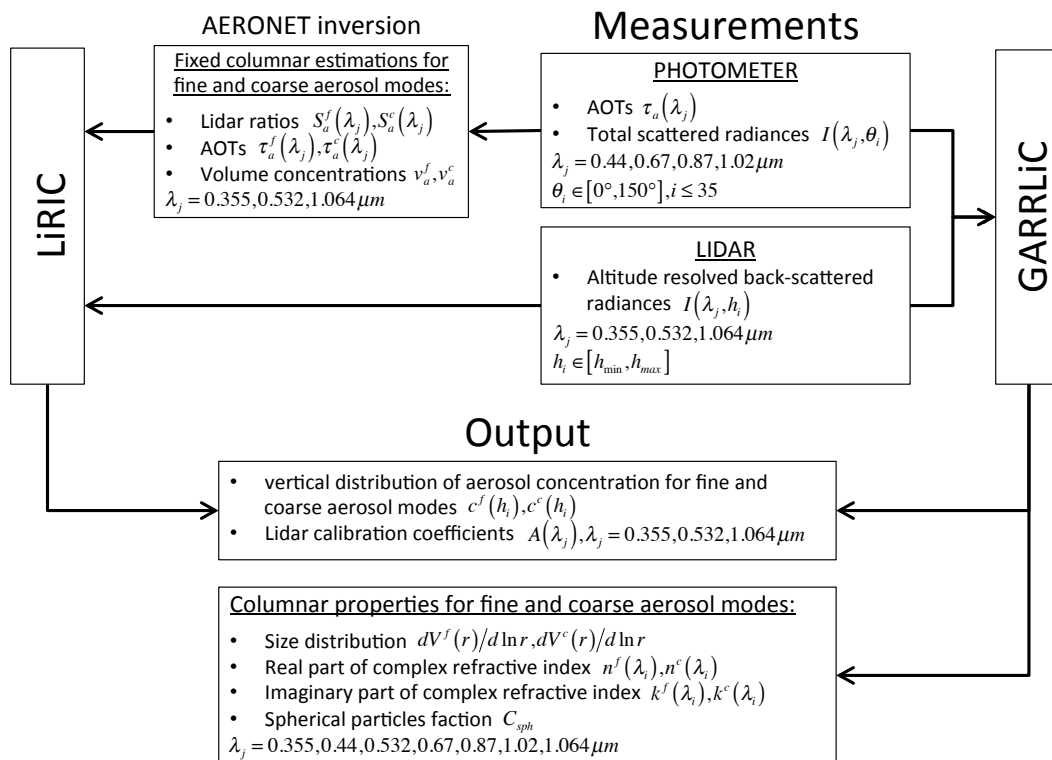 AERONET inversion
Measurements
LiRIC
Fixed columnar estimations for
fine and coarse aerosol modes:
• Lidar ratios S_a^f(λ_j),S_a^c(λ_j)
• AOTs τ_a^f(λ_j),τ_a^c(λ_j)
• Volume concentrations v_a^f,v_a^c
λ_j = 0.355,0.532,1.064 μm
PHOTOMETER
• AOTs τ_a(λ_j)
• Total scattered radiances I(λ_j,θ_i)
λ_j = 0.44,0.67,0.87,1.02 μm
θ_i ∈[0°,150°],i ≤ 35
LIDAR
• Altitude resolved back-scattered
radiances I(λ_j,h_i)
λ_j = 0.355,0.532,1.064 μm
h_i ∈[h_min,h_max]
GARRLiC
Output
• vertical distribution of aerosol concentration for fine and
coarse aerosol modes c^f(h_i),c^c(h_i)
• Lidar calibration coefficients A(λ_j),λ_j = 0.355,0.532,1.064 μm
Columnar properties for fine and coarse aerosol modes:
• Size distribution dV^f(r)/d ln r,dV^c(r)/d ln r
• Real part of complex refractive index n^f(λ_i),n^c(λ_i)
• Imaginary part of complex refractive index k^f(λ_i),k^c(λ_i)
• Spherical particles faction C_sph
λ_j = 0.355,0.44,0.532,0.67,0.87,1.02,1.064 μm